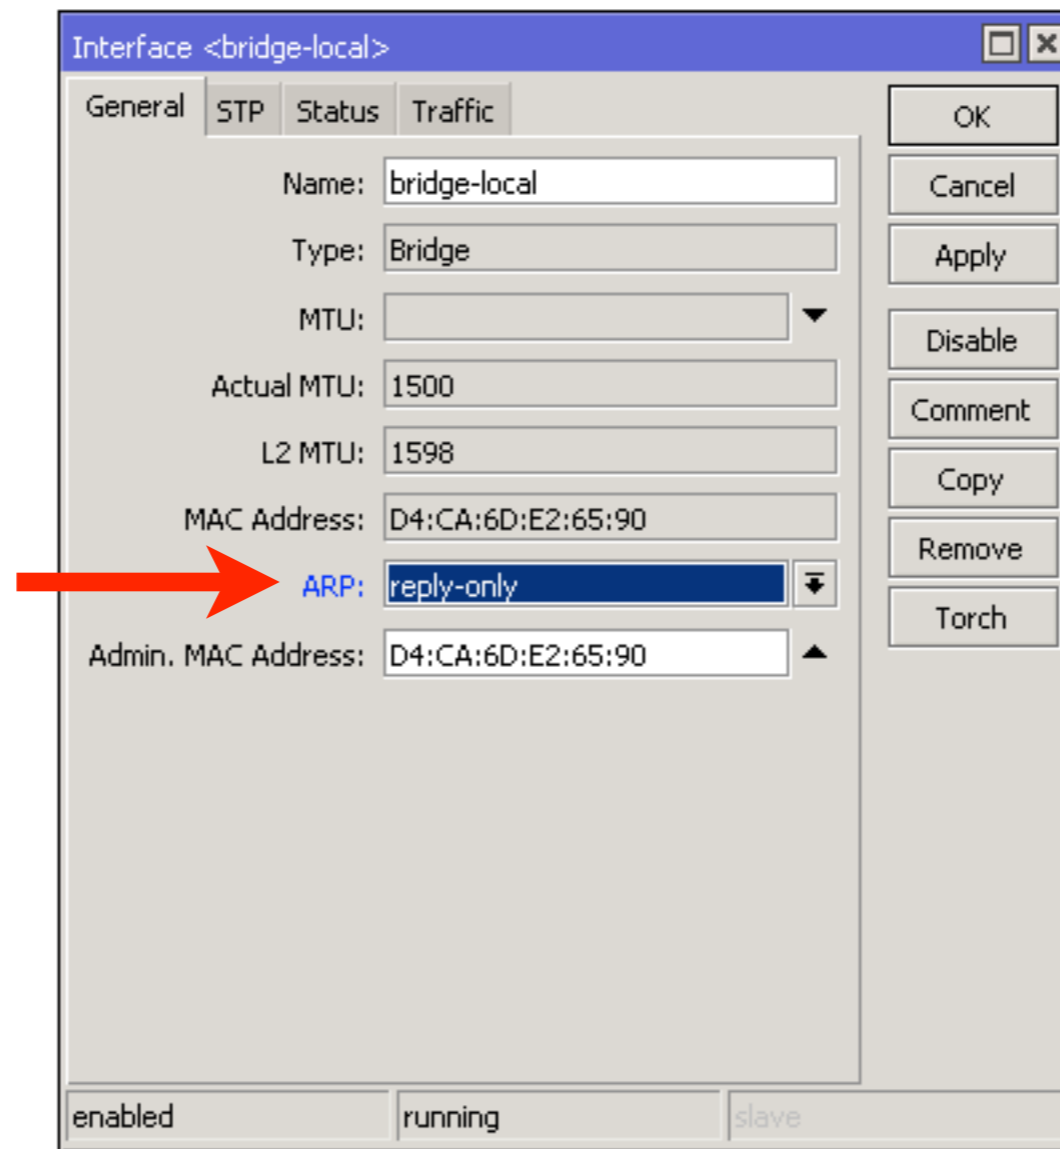 Interface <bridge-local>
General STP Status Traffic
Name: bridge-local
Type: Bridge
MTU:
Actual MTU: 1500
L2 MTU: 1598
MAC Address: D4:CA:6D:E2:65:90
ARP: reply-only
Admin. MAC Address: D4:CA:6D:E2:65:90
OK
Cancel
Apply
Disable
Comment
Copy
Remove
Torch
enabled running slave